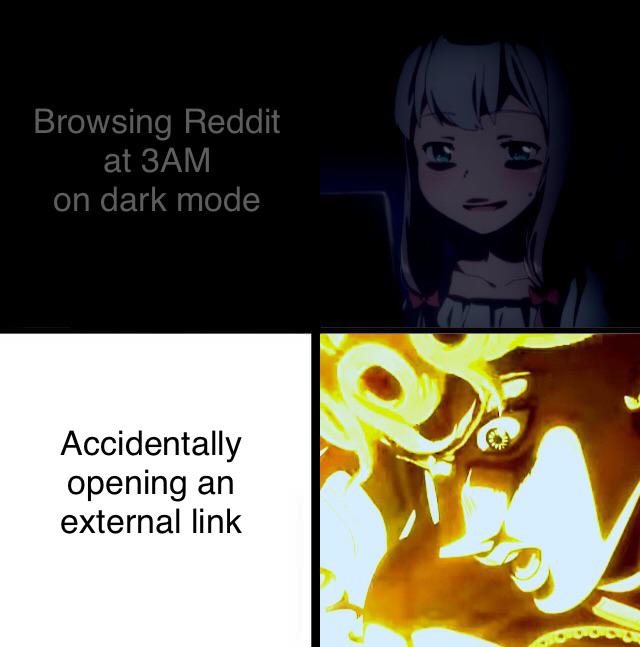 Browsing Reddit
at 3AM
on dark mode
Accidentally
opening an
external link